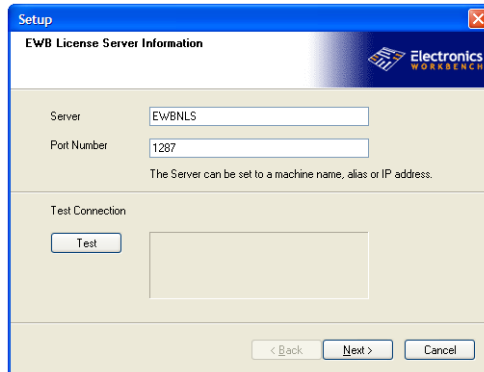 Setup
EWB License Server Information
Electronics
WORKBENCH
Server
EWBNLS
Port Number
1287
The Server can be set to a machine name, alias or IP address.
Test Connection
Test
< Back
Next >
Cancel